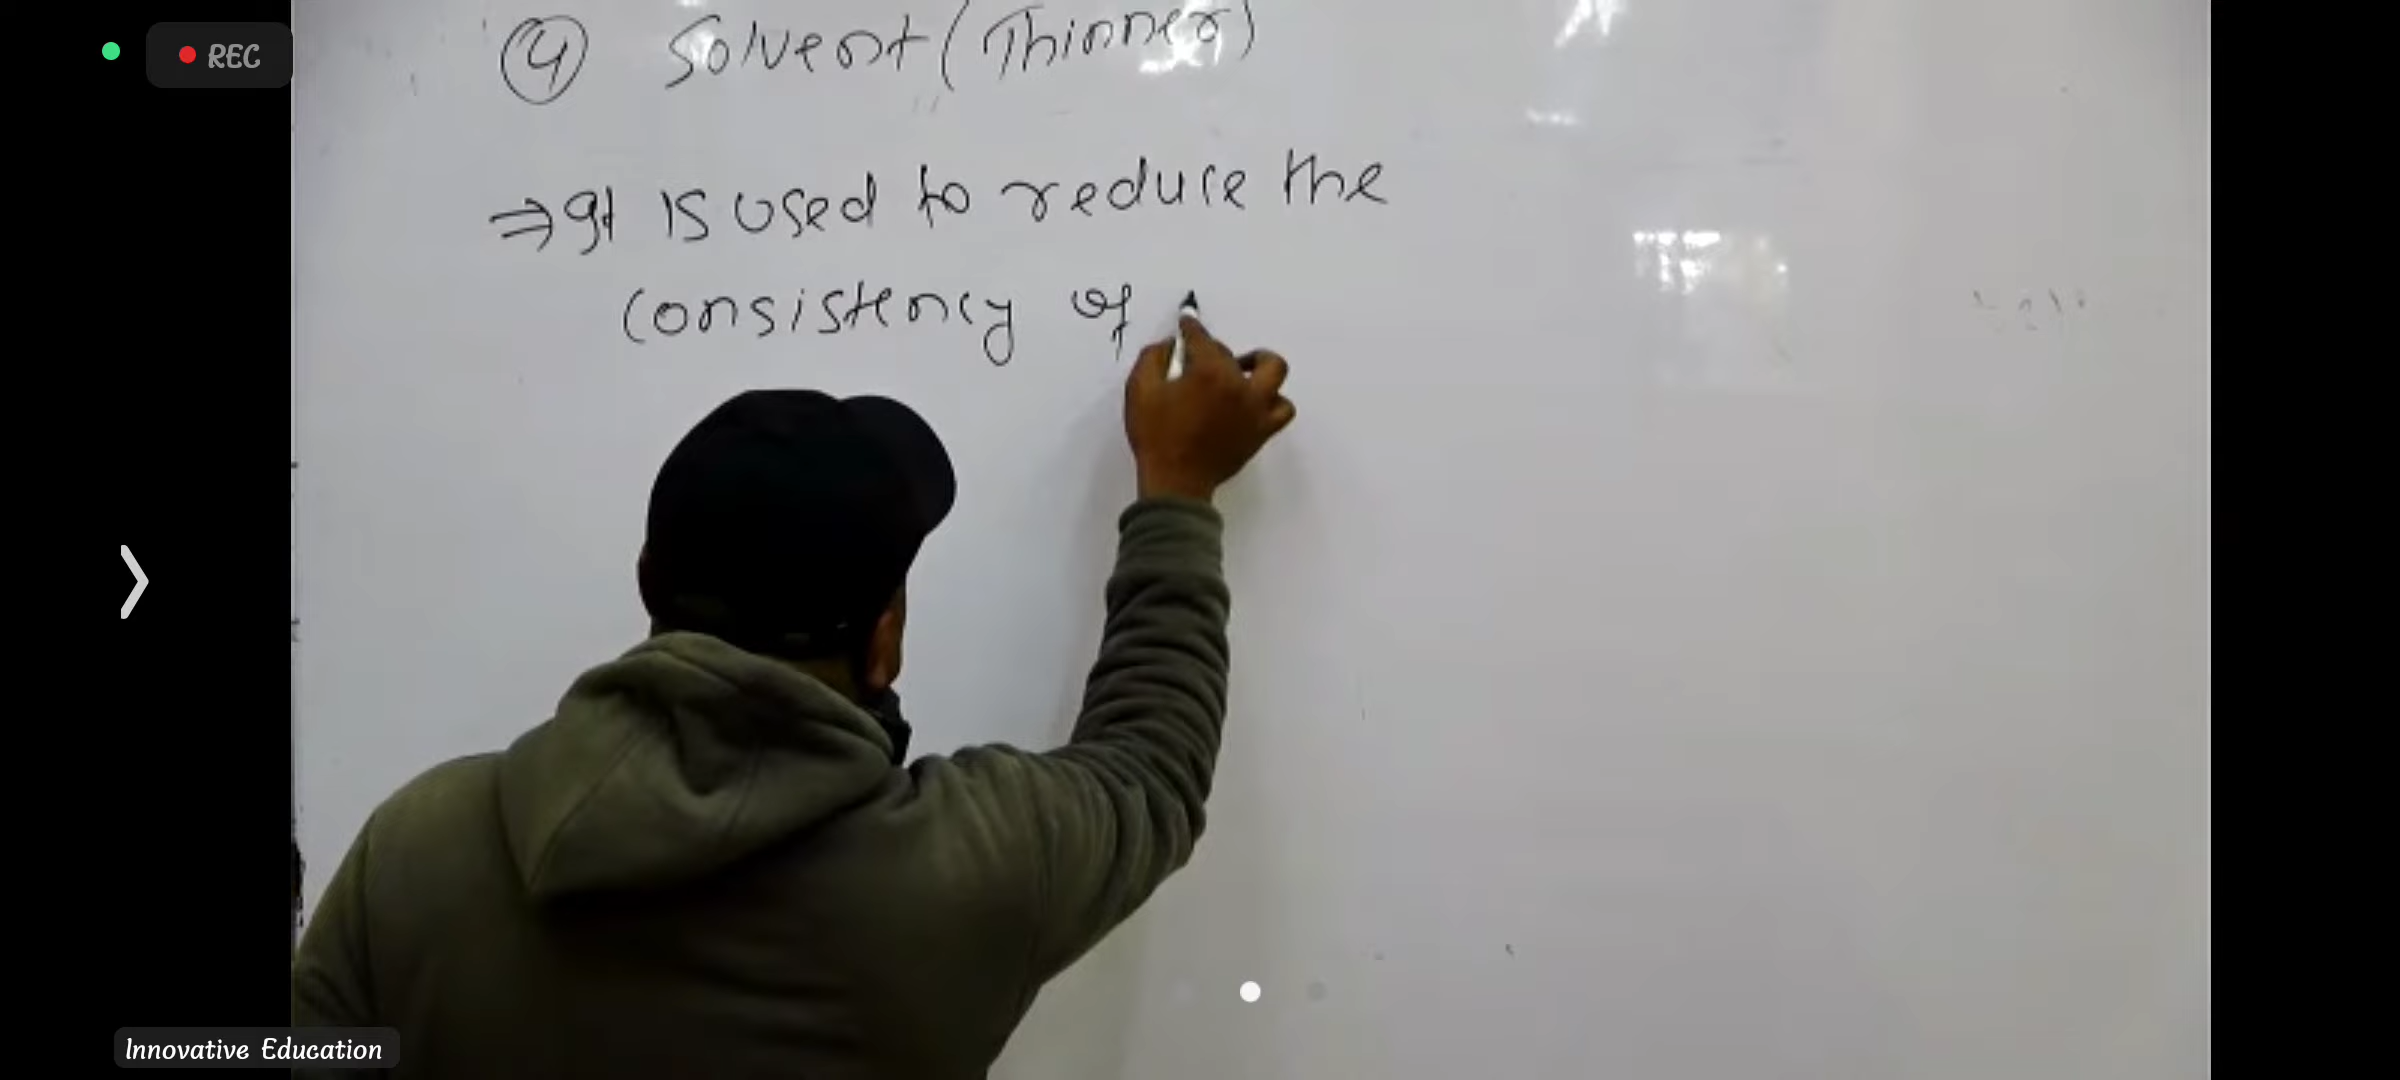 REC
④ Solvent (Thinner)
⇒ It is used to reduce the
Consistency of
Innovative Education